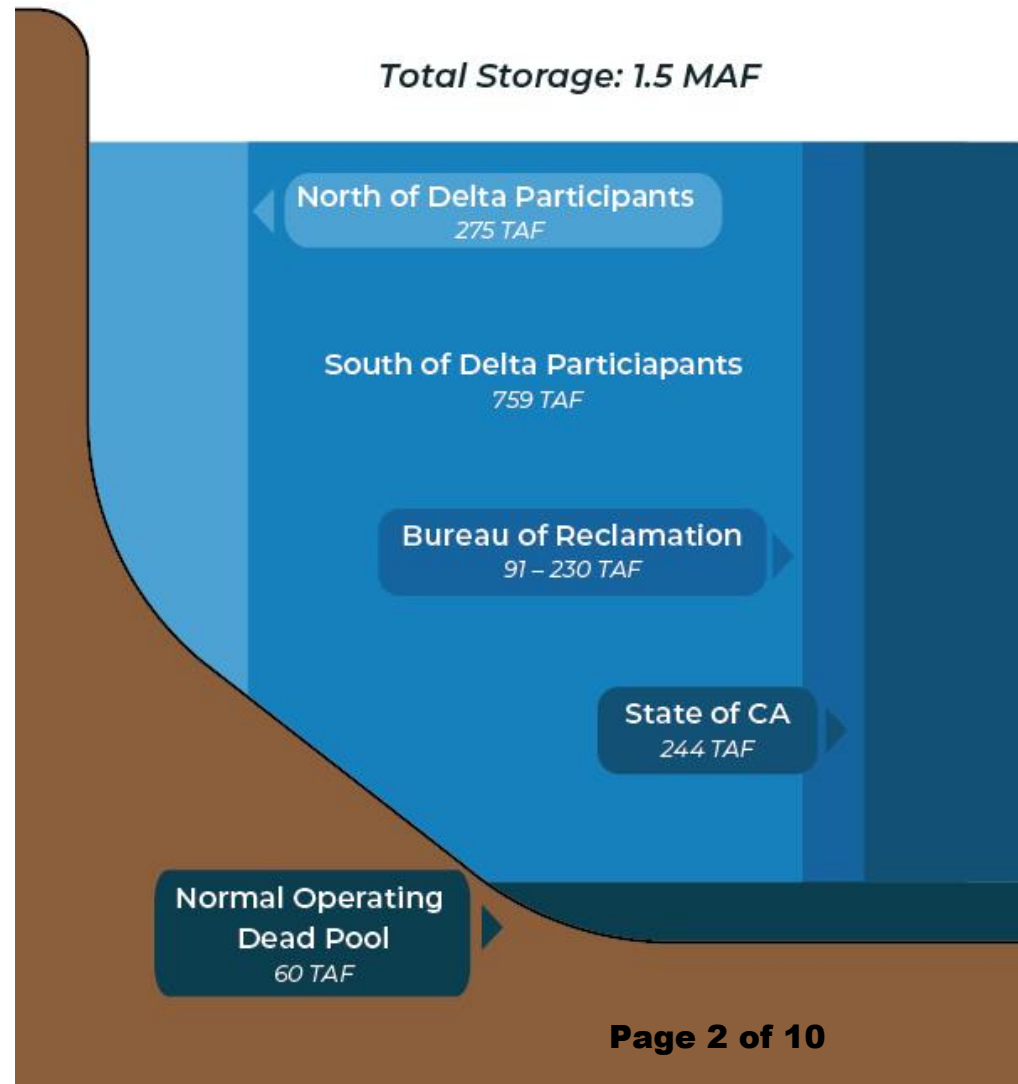 Total Storage: 1.5 MAF
North of Delta Participants
275 TAF
South of Delta Particiapants
759 TAF
Bureau of Reclamation
91 – 230 TAF
State of CA
244 TAF
Normal Operating
Dead Pool
60 TAF
Page 2 of 10